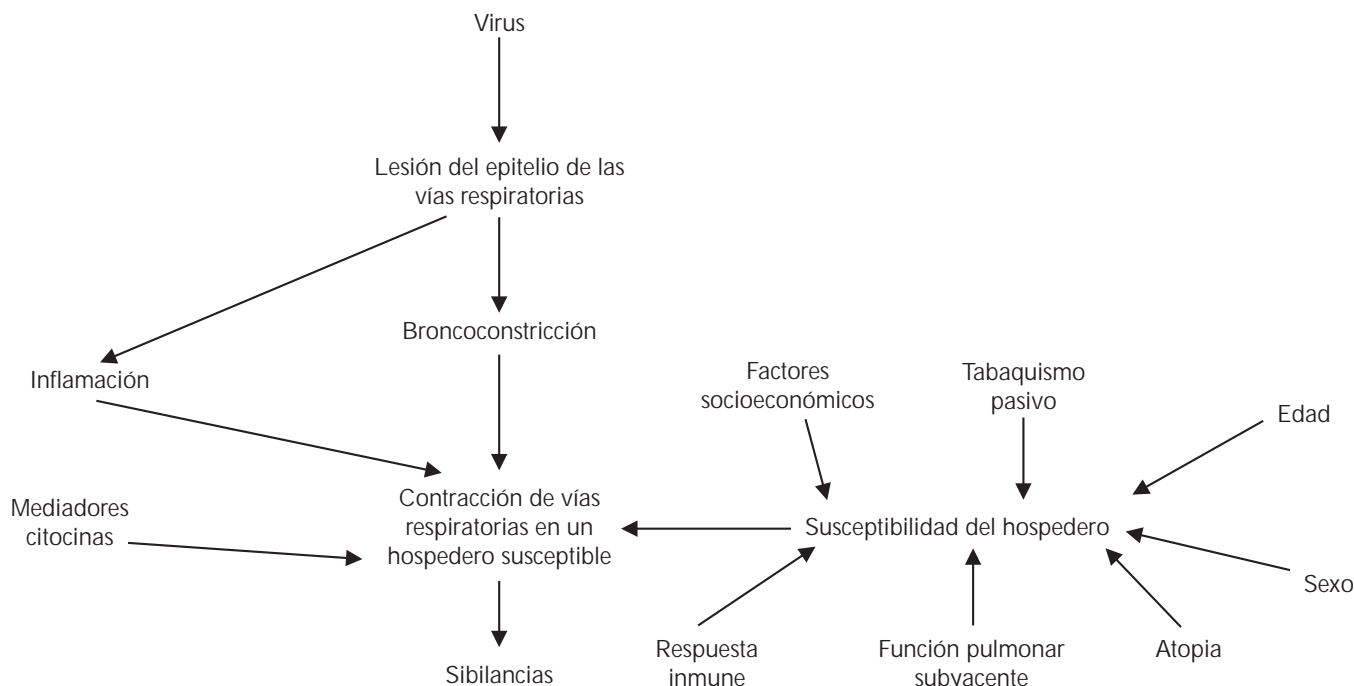 Virus
Lesión del epitelio de las
vías respiratorias
Broncoconstricción
Inflamación
Factores
socioeconómicos
Tabaquismo
pasivo
Edad
Mediadores
citocinas
Contracción de vías
respiratorias en un
hospedero susceptible
Susceptibilidad del hospedero
Sexo
Sibilancias
Respuesta
inmune
Función pulmonar
subyacente
Atopia